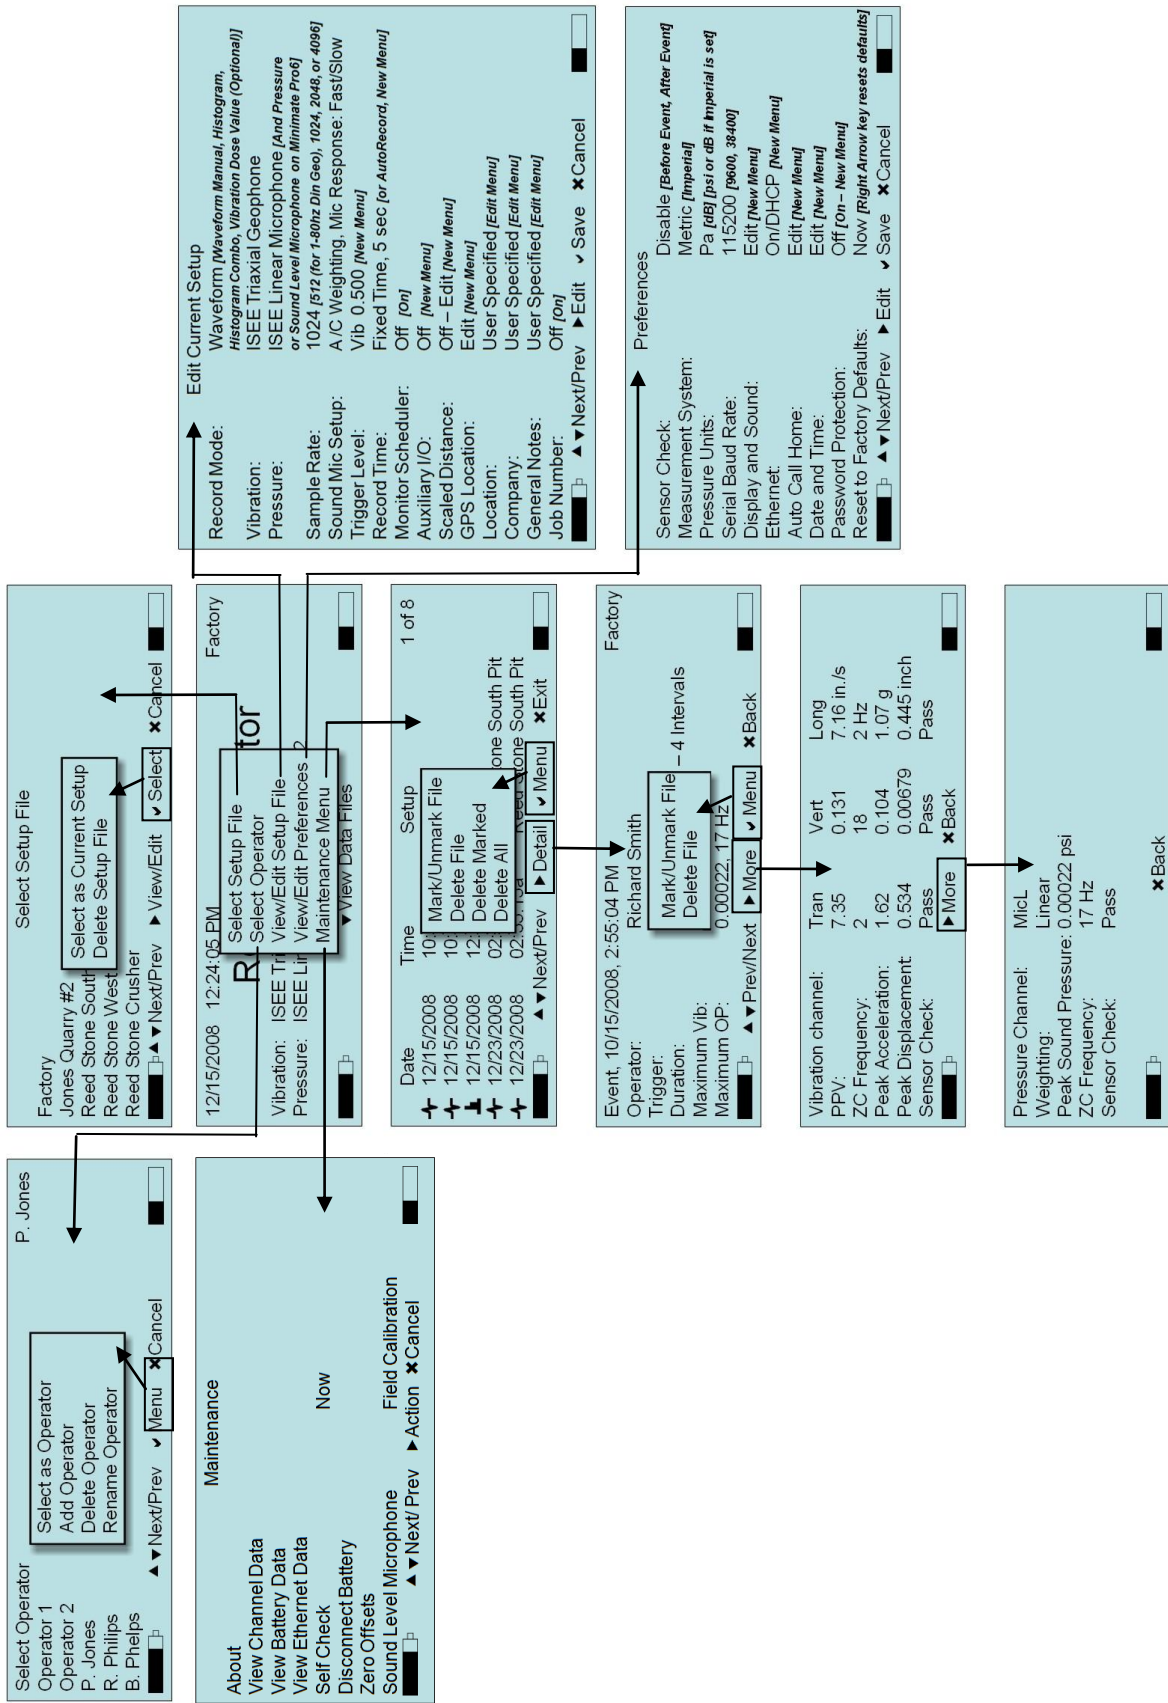 Select Operator P. Jones
Operator 1
Operator 2
P. Jones
R. Philips
B. Phelps
Select as Operator
Add Operator
Delete Operator
Rename Operator
▲▼Next/Prev ✔ Menu ✖Cancel
Maintenance
About
View Channel Data
View Battery Data
View Ethernet Data
Self Check Now
Disconnect Battery
Zero Offsets
Sound Level Microphone Field Calibration
▲▼Next/ Prev ▶Action ✖Cancel
Select Setup File
Factory
Jones Quarry #2
Reed Stone South
Reed Stone West
Reed Stone Crusher
Select as Current Setup
Delete Setup File
▲▼Next/Prev ▶View/Edit ✔Select ✖Cancel
12/15/2008 12:24:05 PM Factory
Select Setup File
Select Operator
View/Edit Setup File
View/Edit Preferences
Maintenance Menu
Vibration: ISEE Tri
Pressure: ISEE Lin
▼View Data Files
Date Time Setup 1 of 8
12/15/2008 10:
12/15/2008 10:
12/15/2008 12:
12/23/2008 02: one South Pit
12/23/2008 02:53:15a Reed Stone South Pit
Mark/Unmark File
Delete File
Delete Marked
Delete All
▲▼Next/Prev ▶Detail ✔Menu ✖Exit
Event, 10/15/2008, 2:55:04 PM Factory
Operator: Richard Smith
Trigger:
Duration: – 4 Intervals
Maximum Vib:
Maximum OP: 0.00022, 17 Hz
Mark/Unmark File
Delete File
▲▼Prev/Next ▶More ✔Menu ✖Back
Vibration channel: Tran Vert Long
PPV: 7.35 0.131 7.16 in./s
ZC Frequency: 2 18 2 Hz
Peak Acceleration: 1.62 0.104 1.07 g
Peak Displacement: 0.534 0.00679 0.445 inch
Sensor Check: Pass Pass Pass
▶More ✖Back
Pressure Channel: MicL
Weighting: Linear
Peak Sound Pressure: 0.00022 psi
ZC Frequency: 17 Hz
Sensor Check: Pass
✖Back
Edit Current Setup
Record Mode: Waveform [Waveform Manual, Histogram,
Histogram Combo, Vibration Dose Value (Optional)]
Vibration: ISEE Triaxial Geophone
Pressure: ISEE Linear Microphone [And Pressure
or Sound Level Microphone on Minimate Pro6]
Sample Rate: 1024 [512 (for 1-80hz Din Geo), 1024, 2048, or 4096]
Sound Mic Setup: A/C Weighting, Mic Response: Fast/Slow
Trigger Level: Vib 0.500 [New Menu]
Record Time: Fixed Time, 5 sec [or AutoRecord, New Menu]
Monitor Scheduler: Off [On]
Auxiliary I/O: Off [New Menu]
Scaled Distance: Off – Edit [New Menu]
GPS Location: Edit [New Menu]
Location: User Specified [Edit Menu]
Company: User Specified [Edit Menu]
General Notes: User Specified [Edit Menu]
Job Number: Off [On]
▲▼Next/Prev ▶Edit ✔Save ✖Cancel
Preferences
Sensor Check: Disable [Before Event, After Event]
Measurement System: Metric [Imperial]
Pressure Units: Pa [dB] [psi or dB if Imperial is set]
Serial Baud Rate: 115200 [9600, 38400]
Display and Sound: Edit [New Menu]
Ethernet: On/DHCP [New Menu]
Auto Call Home: Edit [New Menu]
Date and Time: Edit [New Menu]
Password Protection: Off [On – New Menu]
Reset to Factory Defaults: Now [Right Arrow key resets defaults]
▲▼Next/Prev ▶Edit ✔Save ✖Cancel